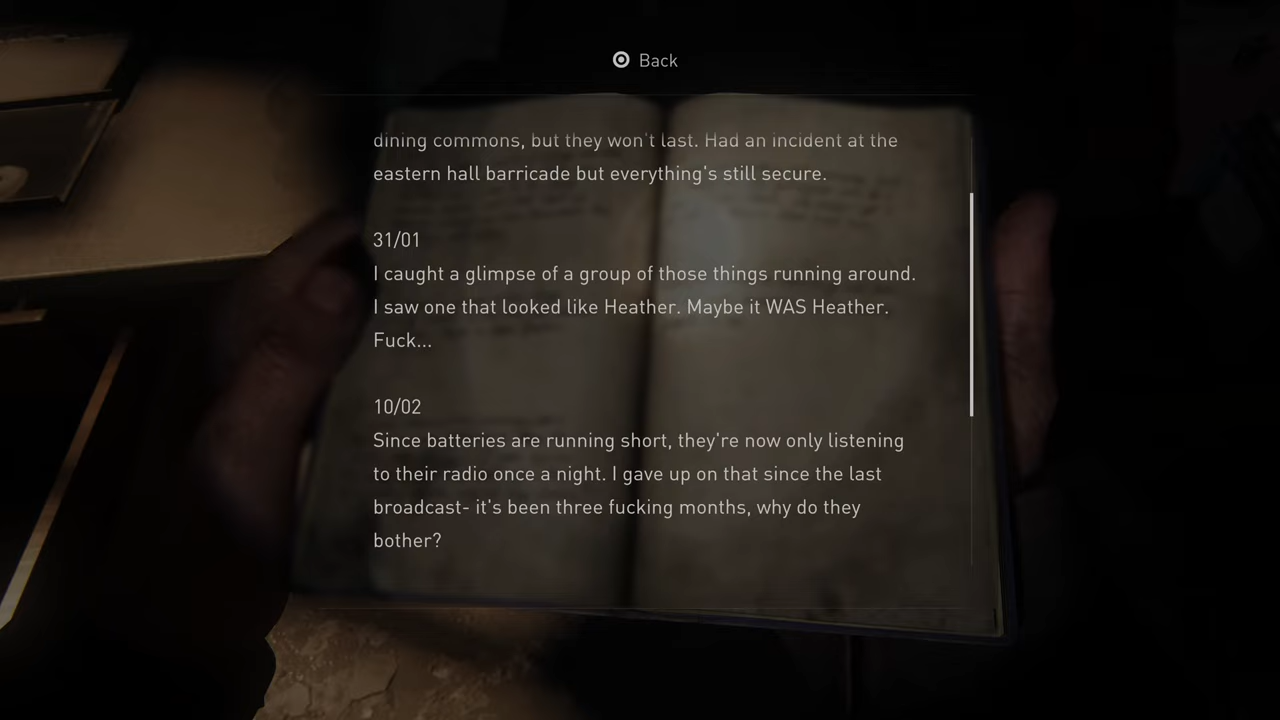 Back
dining commons, but they won't last. Had an incident at the
eastern hall barricade but everything's still secure.
31/01
I caught a glimpse of a group of those things running around.
I saw one that looked like Heather. Maybe it WAS Heather.
Fuck...
10/02
Since batteries are running short, they're now only listening
to their radio once a night. I gave up on that since the last
broadcast- it's been three fucking months, why do they
bother?